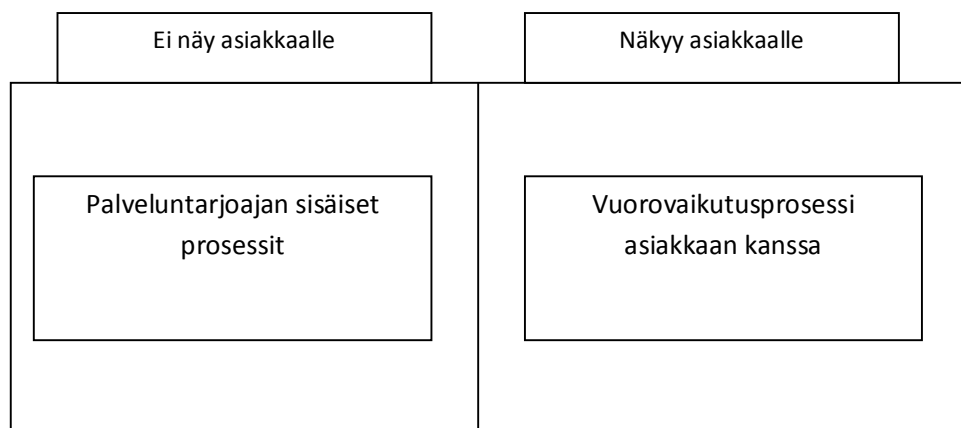 Ei näy asiakkaalle
Näkyy asiakkaalle
Palveluntarjoajan sisäiset
prosessit
Vuorovaikutusprosessi
asiakkaan kanssa